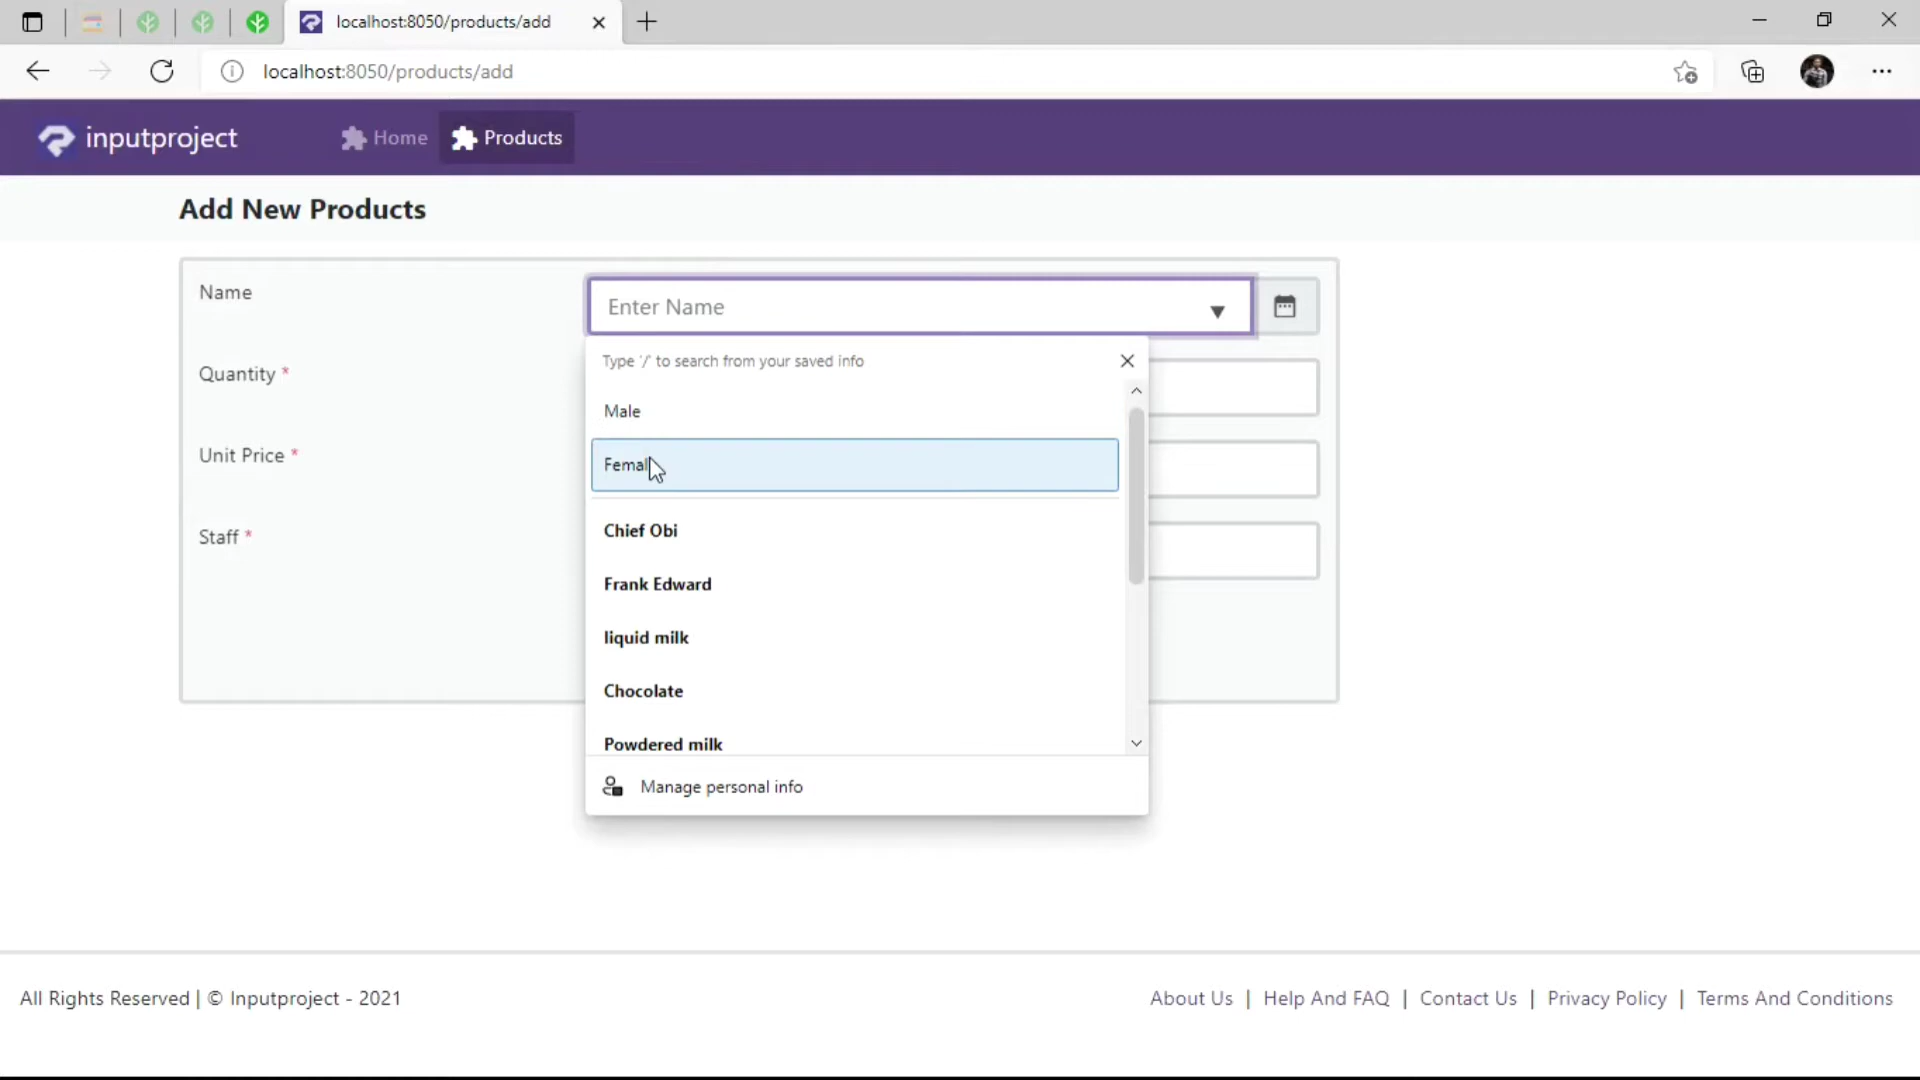 localhost:8050/products/add
localhost:8050/products/add
inputproject
Home
Products
Add New Products
Name
Enter Name
Type '/' to search from your saved info
Quantity *
Male
Unit Price *
Femal
Staff *
Chief Obi
Frank Edward
liquid milk
Chocolate
Powdered milk
Manage personal info
All Rights Reserved | © Inputproject - 2021
About Us | Help And FAQ | Contact Us | Privacy Policy | Terms And Conditions